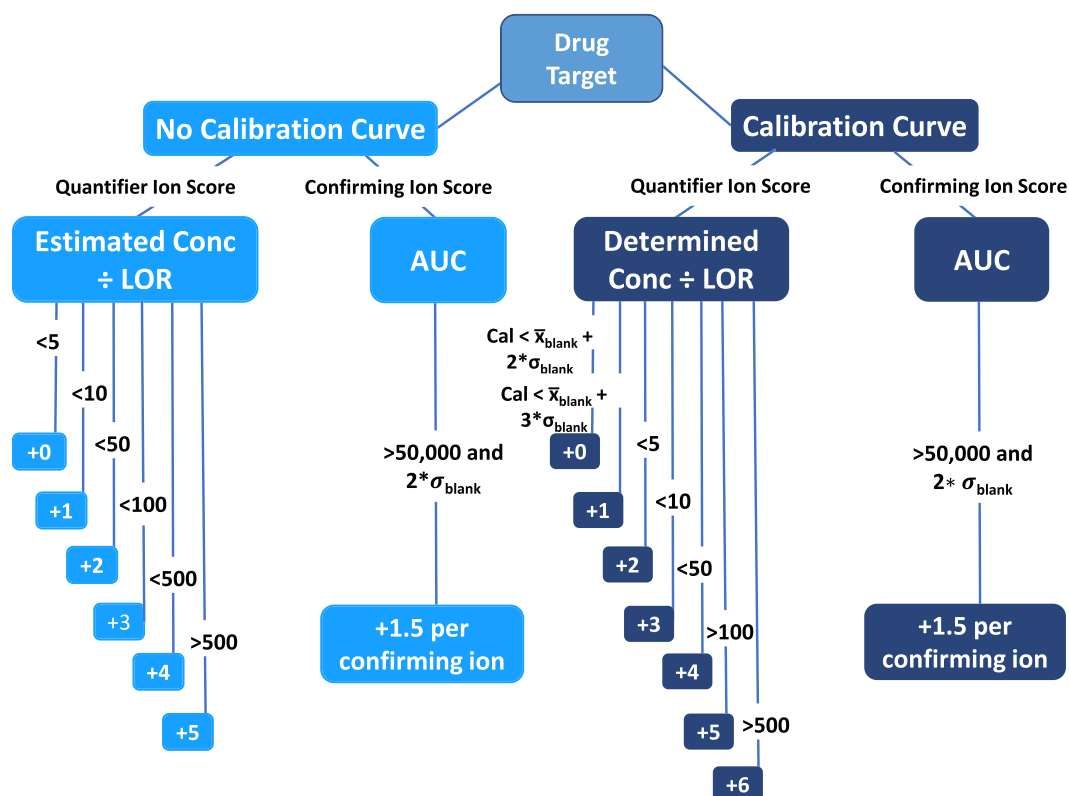 Drug
Target
No Calibration Curve
Calibration Curve
Quantifier Ion Score
Confirming Ion Score
Quantifier Ion Score
Confirming Ion Score
Estimated Conc
÷ LOR
AUC
Determined
Conc ÷ LOR
AUC
<5
<10
<50
<100
<500
>500
+0
+1
+2
+3
+4
+5
>50,000 and
2*σblank
+1.5 per
confirming ion
Cal < x̅blank +
2*σblank
Cal < x̅blank +
3*σblank
<5
<10
<50
>100
>500
+0
+1
+2
+3
+4
+5
+6
>50,000 and
2* σblank
+1.5 per
confirming ion